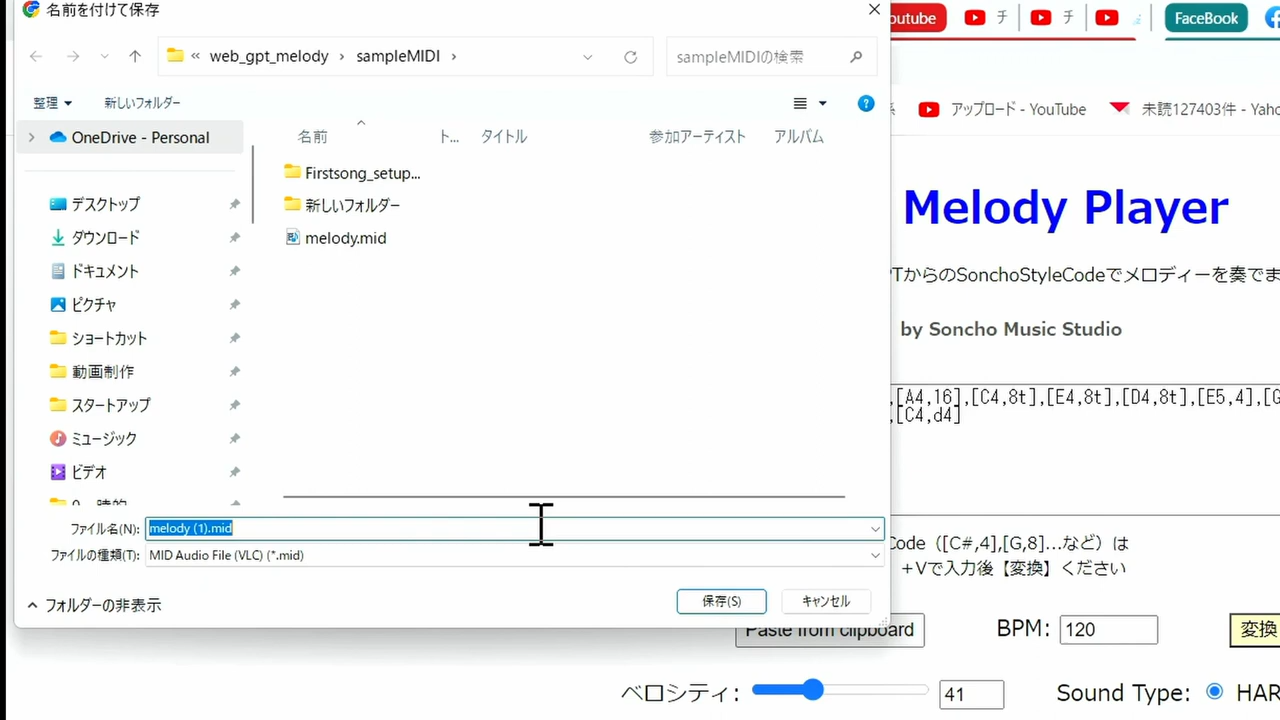 名前を付けて保存
utube
チ
チ
FaceBook
« web_gpt_melody › sampleMIDI ›
sampleMIDIの検索
整理
新しいフォルダー
アップロード - YouTube
未読127403件 - Yaho
OneDrive - Personal
名前
ト...
タイトル
参加アーティスト
アルバム
デスクトップ
ダウンロード
ドキュメント
ピクチャ
ショートカット
動画制作
スタートアップ
ミュージック
ビデオ
Firstsong_setup...
新しいフォルダー
melody.mid
Melody Player
TからのSonchoStyleCodeでメロディーを奏でま
by Soncho Music Studio
,[A4,16],[C4,8t],[E4,8t],[D4,8t],[E5,4],[G
,[C4,d4]
ファイル名(N):
melody (1).mid
ファイルの種類(T):
MID Audio File (VLC) (*.mid)
フォルダーの非表示
保存(S)
キャンセル
ode（[C#,4],[G,8]...など）は
+Vで入力後【変換】ください
Paste from clipboard
BPM:
120
変換
ベロシティ:
41
Sound Type:
HAR